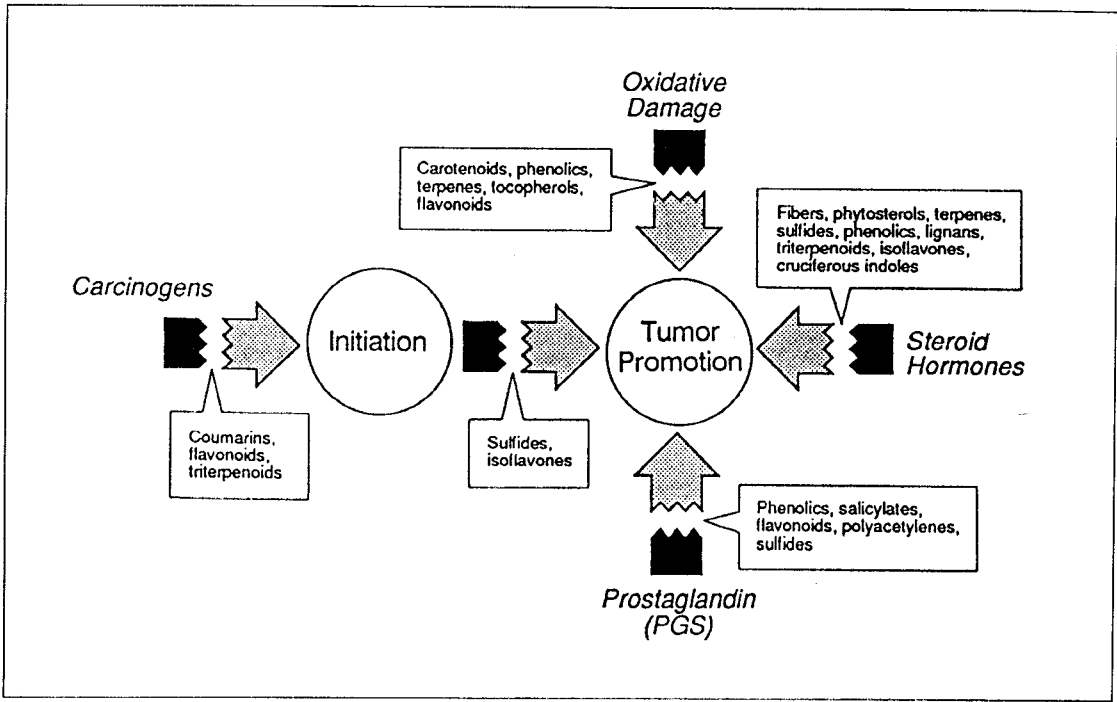 Oxidative
Damage
Carotenoids, phenolics,
terpenes, tocopherols,
flavonoids
Fibers, phytosterols, terpenes,
sulfides, phenolics, lignans,
triterpenoids, isoflavones,
cruciferous indoles
Carcinogens
Initiation
Tumor
Promotion
Steroid
Hormones
Coumarins,
flavonoids,
triterpenoids
Sulfides,
isoflavones
Phenolics, salicylates,
flavonoids, polyacetylenes,
sulfides
Prostaglandin
(PGS)